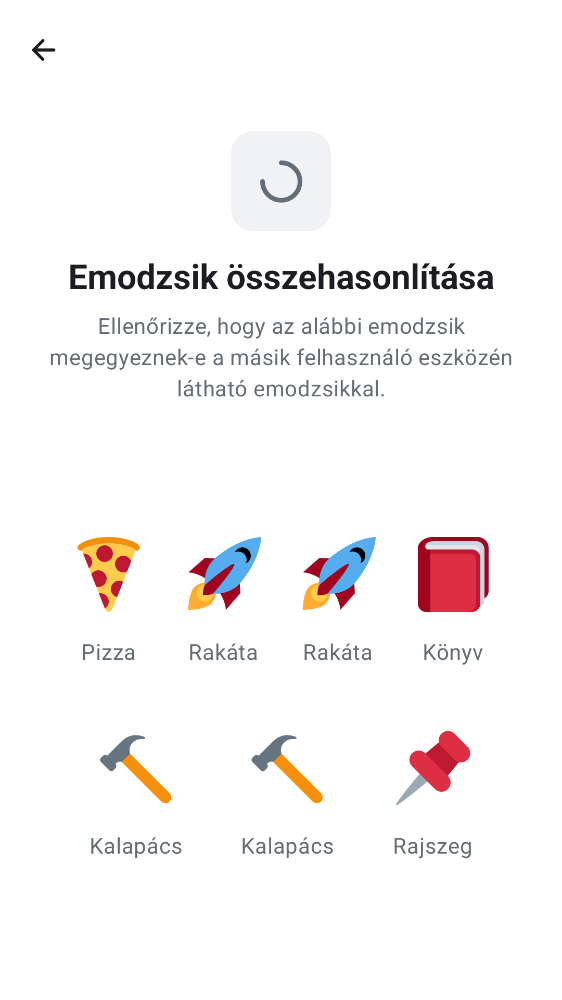 Emodzsik összehasonlítása
Ellenőrizze, hogy az alábbi emodzsik
megegyeznek-e a másik felhasználó eszközén
látható emodzsikkal.
Pizza Rakáta Rakáta Könyv
Kalapács Kalapács Rajszeg